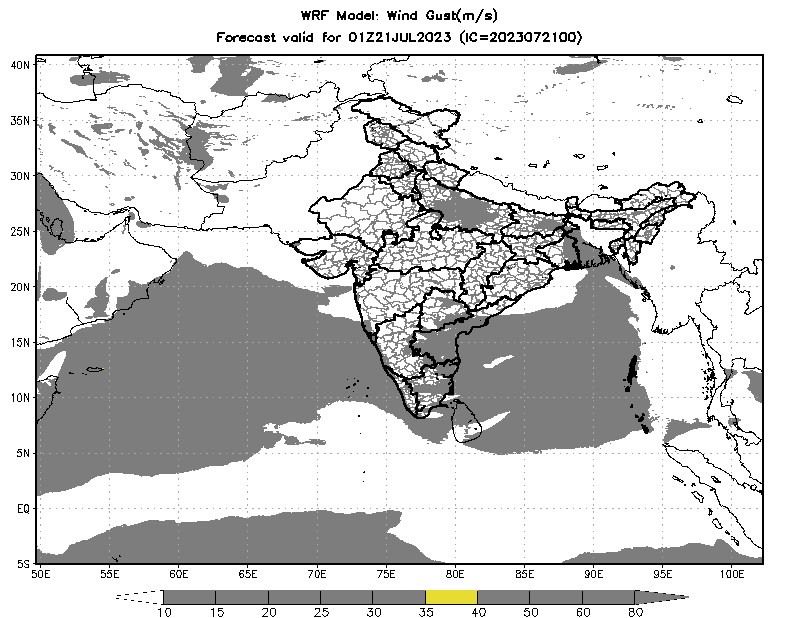 WRF Model: Wind Gust(m/s)
Forecast valid for 01Z21JUL2023 (IC=2023072100)
40N
35N
30N
25N
20N
15N
10N
5N
EQ
5S
50E 55E 60E 65E 70E 75E 80E 85E 90E 95E 100E
10 15 20 25 30 35 40 50 60 80